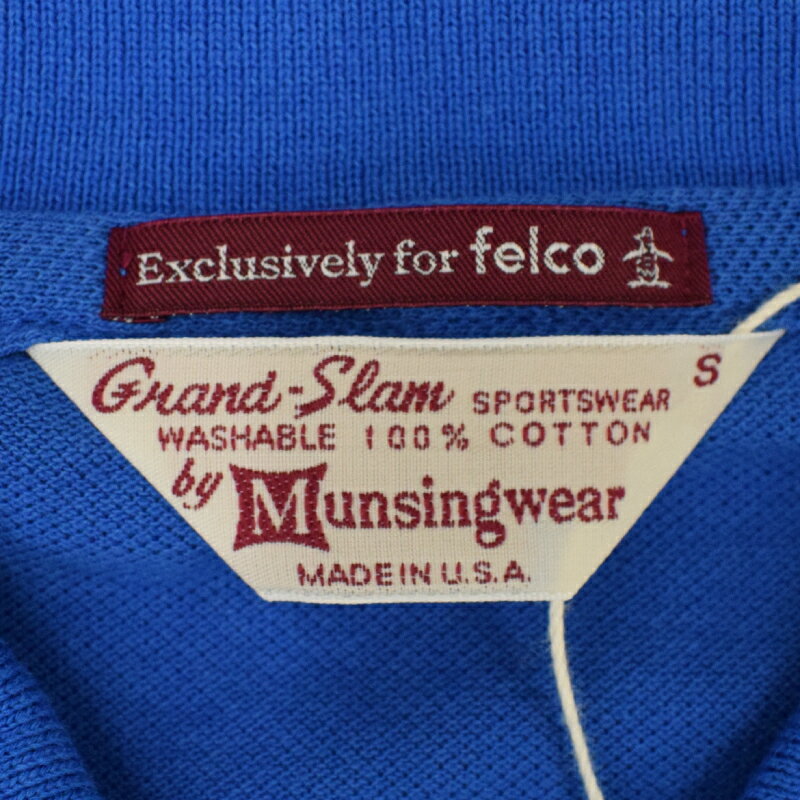 Exclusively for felco
S
Grand-Slam SPORTSWEAR
WASHABLE 100% COTTON
by Munsingwear
MADE IN U.S.A.